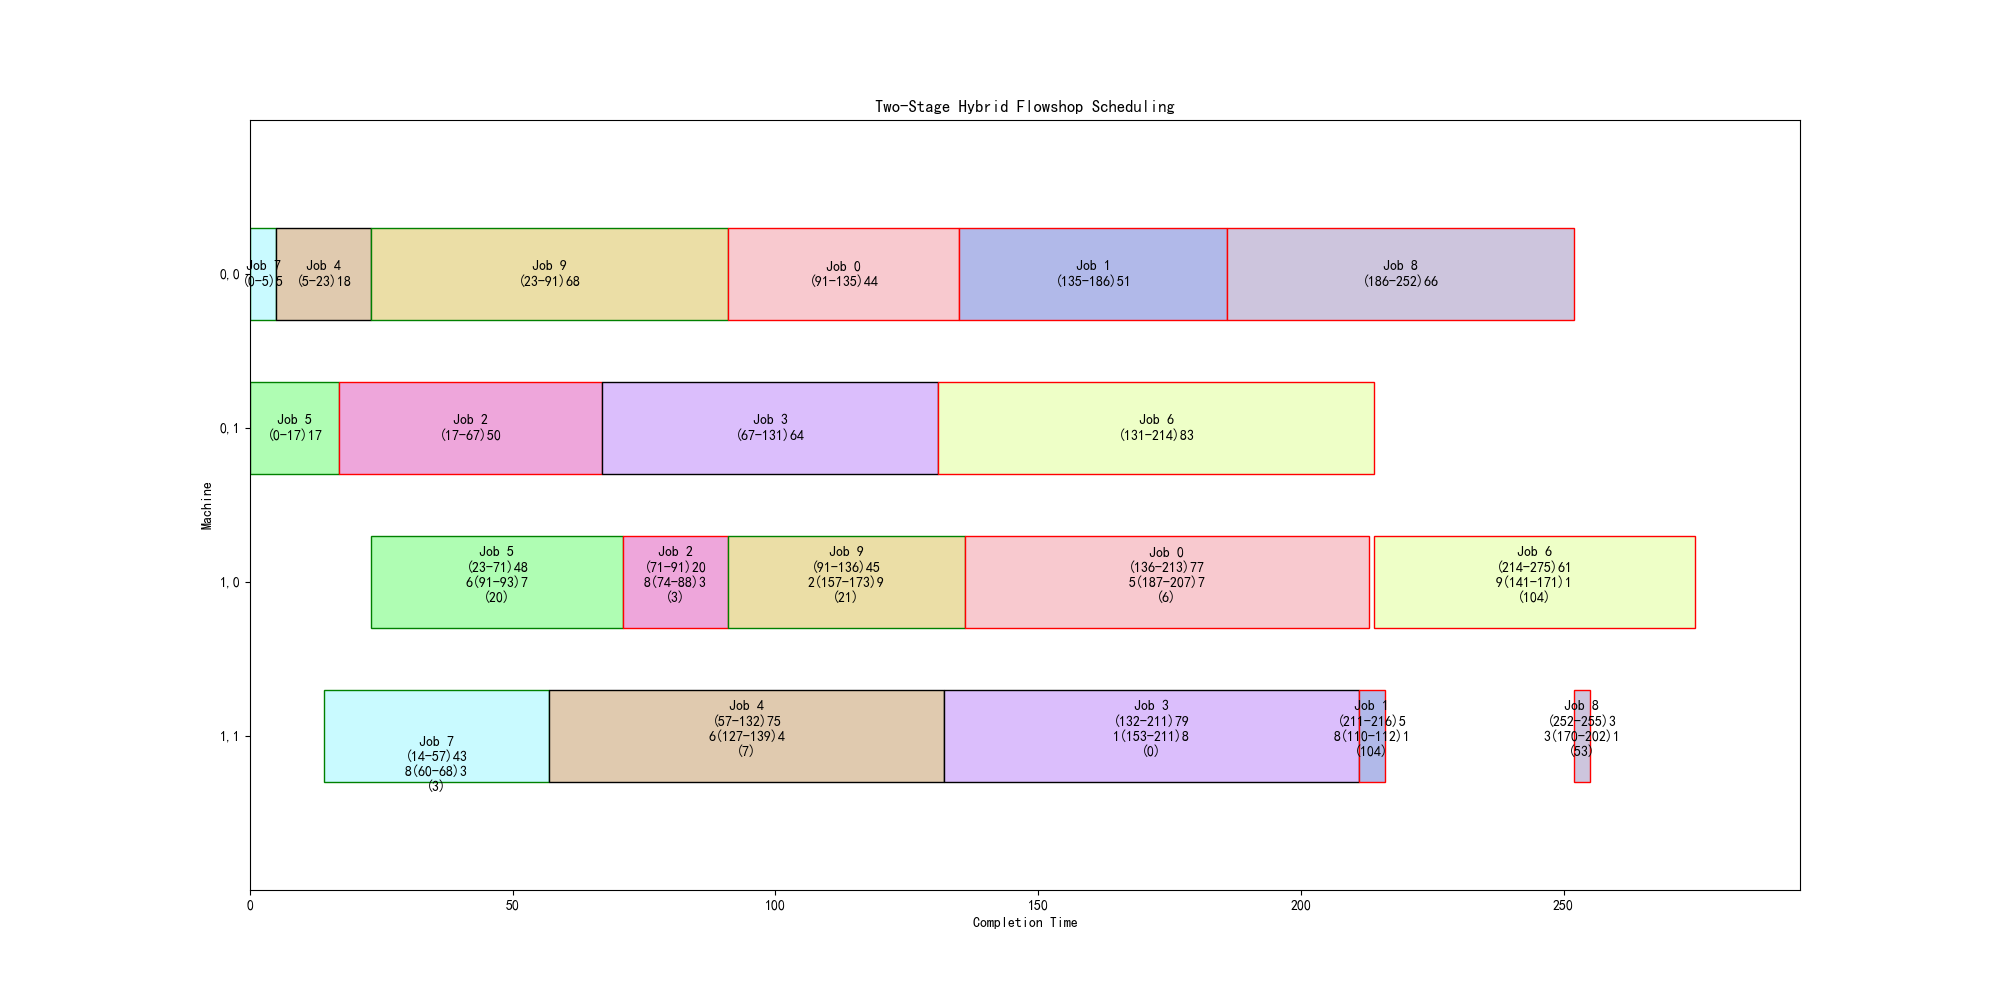 Two-Stage Hybrid Flowshop Scheduling
Machine
0,0
Job 7
(0-5)5
Job 4
(5-23)18
Job 9
(23-91)68
Job 0
(91-135)44
Job 1
(135-186)51
Job 8
(186-252)66
0,1
Job 5
(0-17)17
Job 2
(17-67)50
Job 3
(67-131)64
Job 6
(131-214)83
1,0
Job 5
(23-71)48
6(91-93)7
(20)
Job 2
(71-91)20
8(74-88)3
(3)
Job 9
(91-136)45
2(157-173)9
(21)
Job 0
(136-213)77
5(187-207)7
(6)
Job 6
(214-275)61
9(141-171)1
(104)
1,1
Job 7
(14-57)43
8(60-68)3
(3)
Job 4
(57-132)75
6(127-139)4
(7)
Job 3
(132-211)79
1(153-211)8
(0)
Job 1
(211-216)5
8(110-112)1
(104)
Job 8
(252-255)3
3(170-202)1
(53)
0 50 100 150 200 250
Completion Time